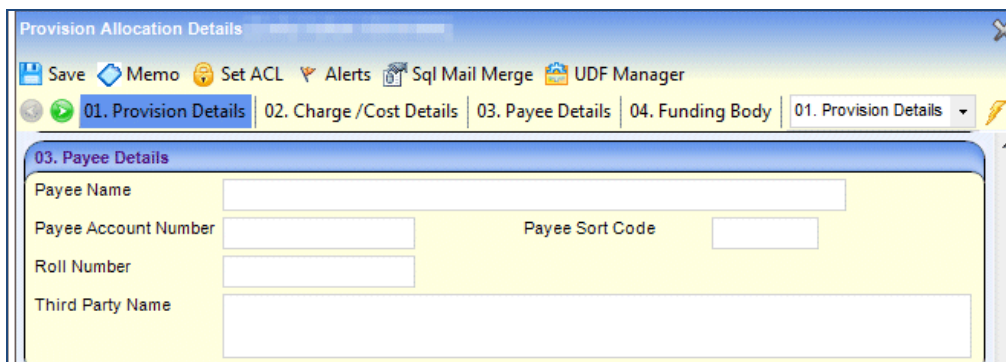 Provision Allocation Details
Save Memo Set ACL Alerts Sql Mail Merge UDF Manager
01. Provision Details 02. Charge /Cost Details 03. Payee Details 04. Funding Body 01. Provision Details
03. Payee Details
Payee Name
Payee Account Number Payee Sort Code
Roll Number
Third Party Name